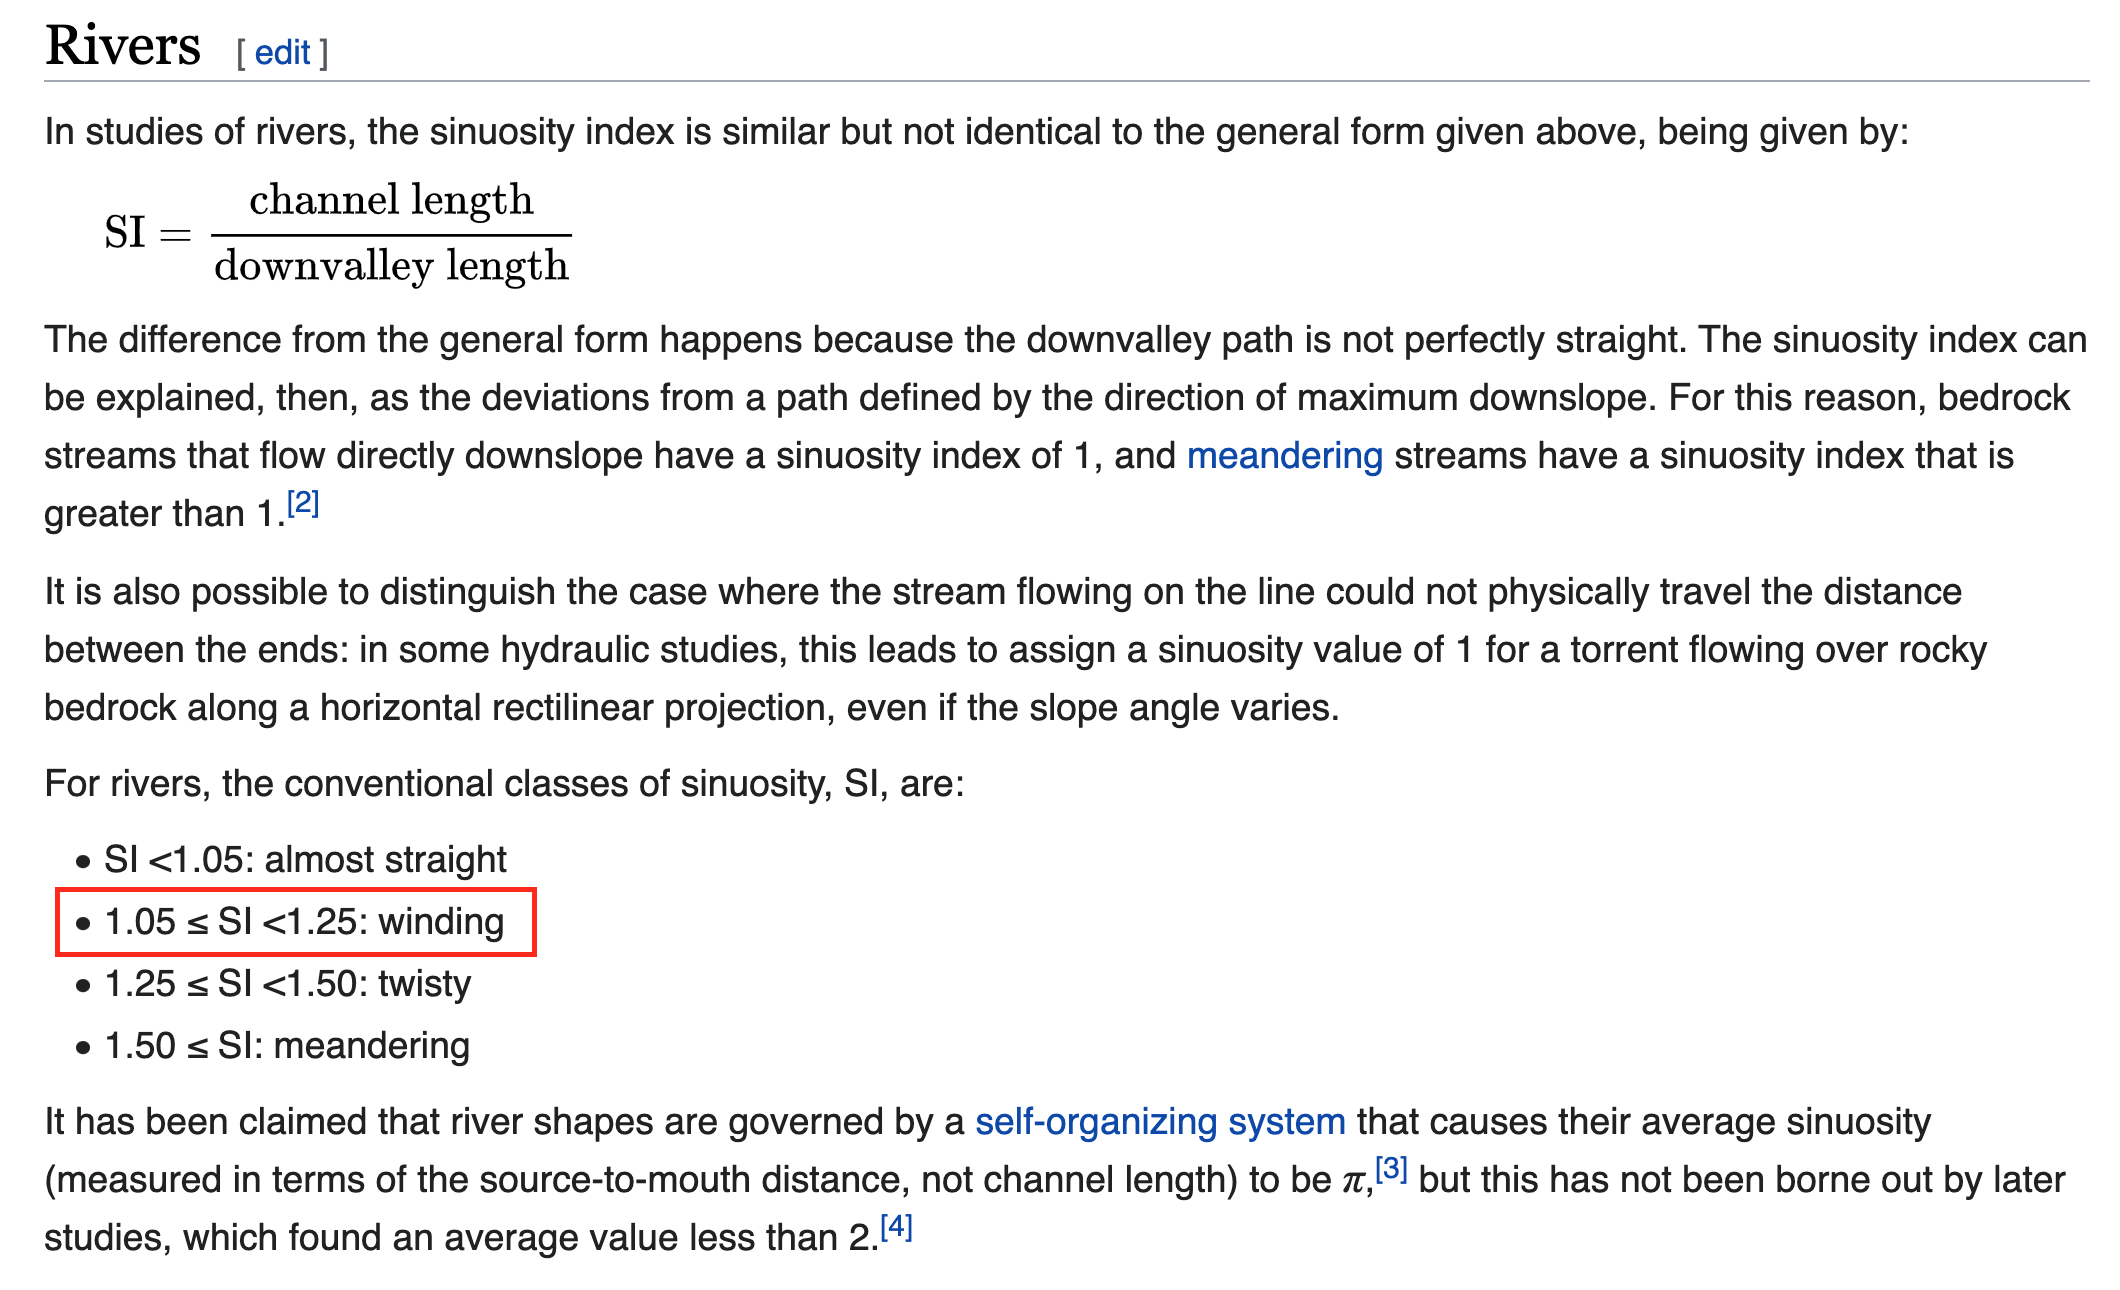 Rivers [ edit ]
In studies of rivers, the sinuosity index is similar but not identical to the general form given above, being given by:
SI = channel length / downvalley length
The difference from the general form happens because the downvalley path is not perfectly straight. The sinuosity index can
be explained, then, as the deviations from a path defined by the direction of maximum downslope. For this reason, bedrock
streams that flow directly downslope have a sinuosity index of 1, and meandering streams have a sinuosity index that is
greater than 1.[2]
It is also possible to distinguish the case where the stream flowing on the line could not physically travel the distance
between the ends: in some hydraulic studies, this leads to assign a sinuosity value of 1 for a torrent flowing over rocky
bedrock along a horizontal rectilinear projection, even if the slope angle varies.
For rivers, the conventional classes of sinuosity, SI, are:
• SI <1.05: almost straight
• 1.05 ≤ SI <1.25: winding
• 1.25 ≤ SI <1.50: twisty
• 1.50 ≤ SI: meandering
It has been claimed that river shapes are governed by a self-organizing system that causes their average sinuosity
(measured in terms of the source-to-mouth distance, not channel length) to be π,[3] but this has not been borne out by later
studies, which found an average value less than 2.[4]